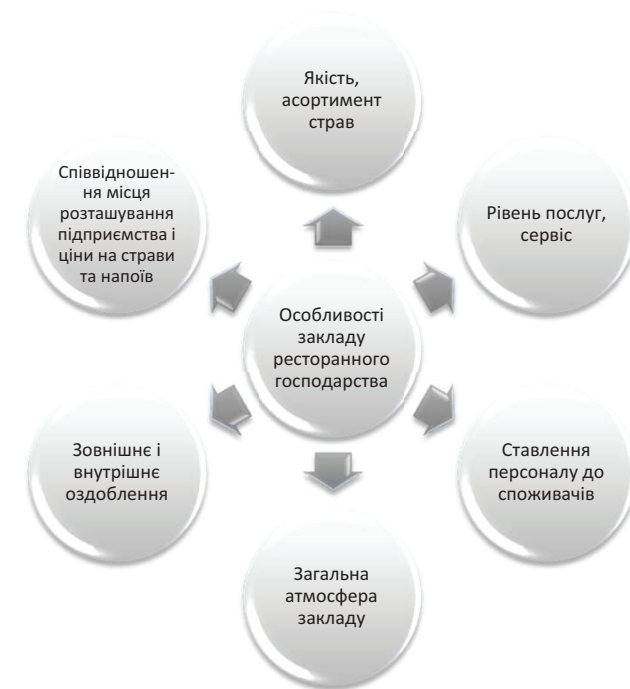 Якість,
асортимент
страв
Співвідношен-
ня місця
розташування
підприємства і
ціни на страви
та напоїв
Рівень послуг,
сервіс
Особливості
закладу
ресторанного
господарства
Зовнішнє і
внутрішнє
оздоблення
Ставлення
персоналу до
споживачів
Загальна
атмосфера
закладу